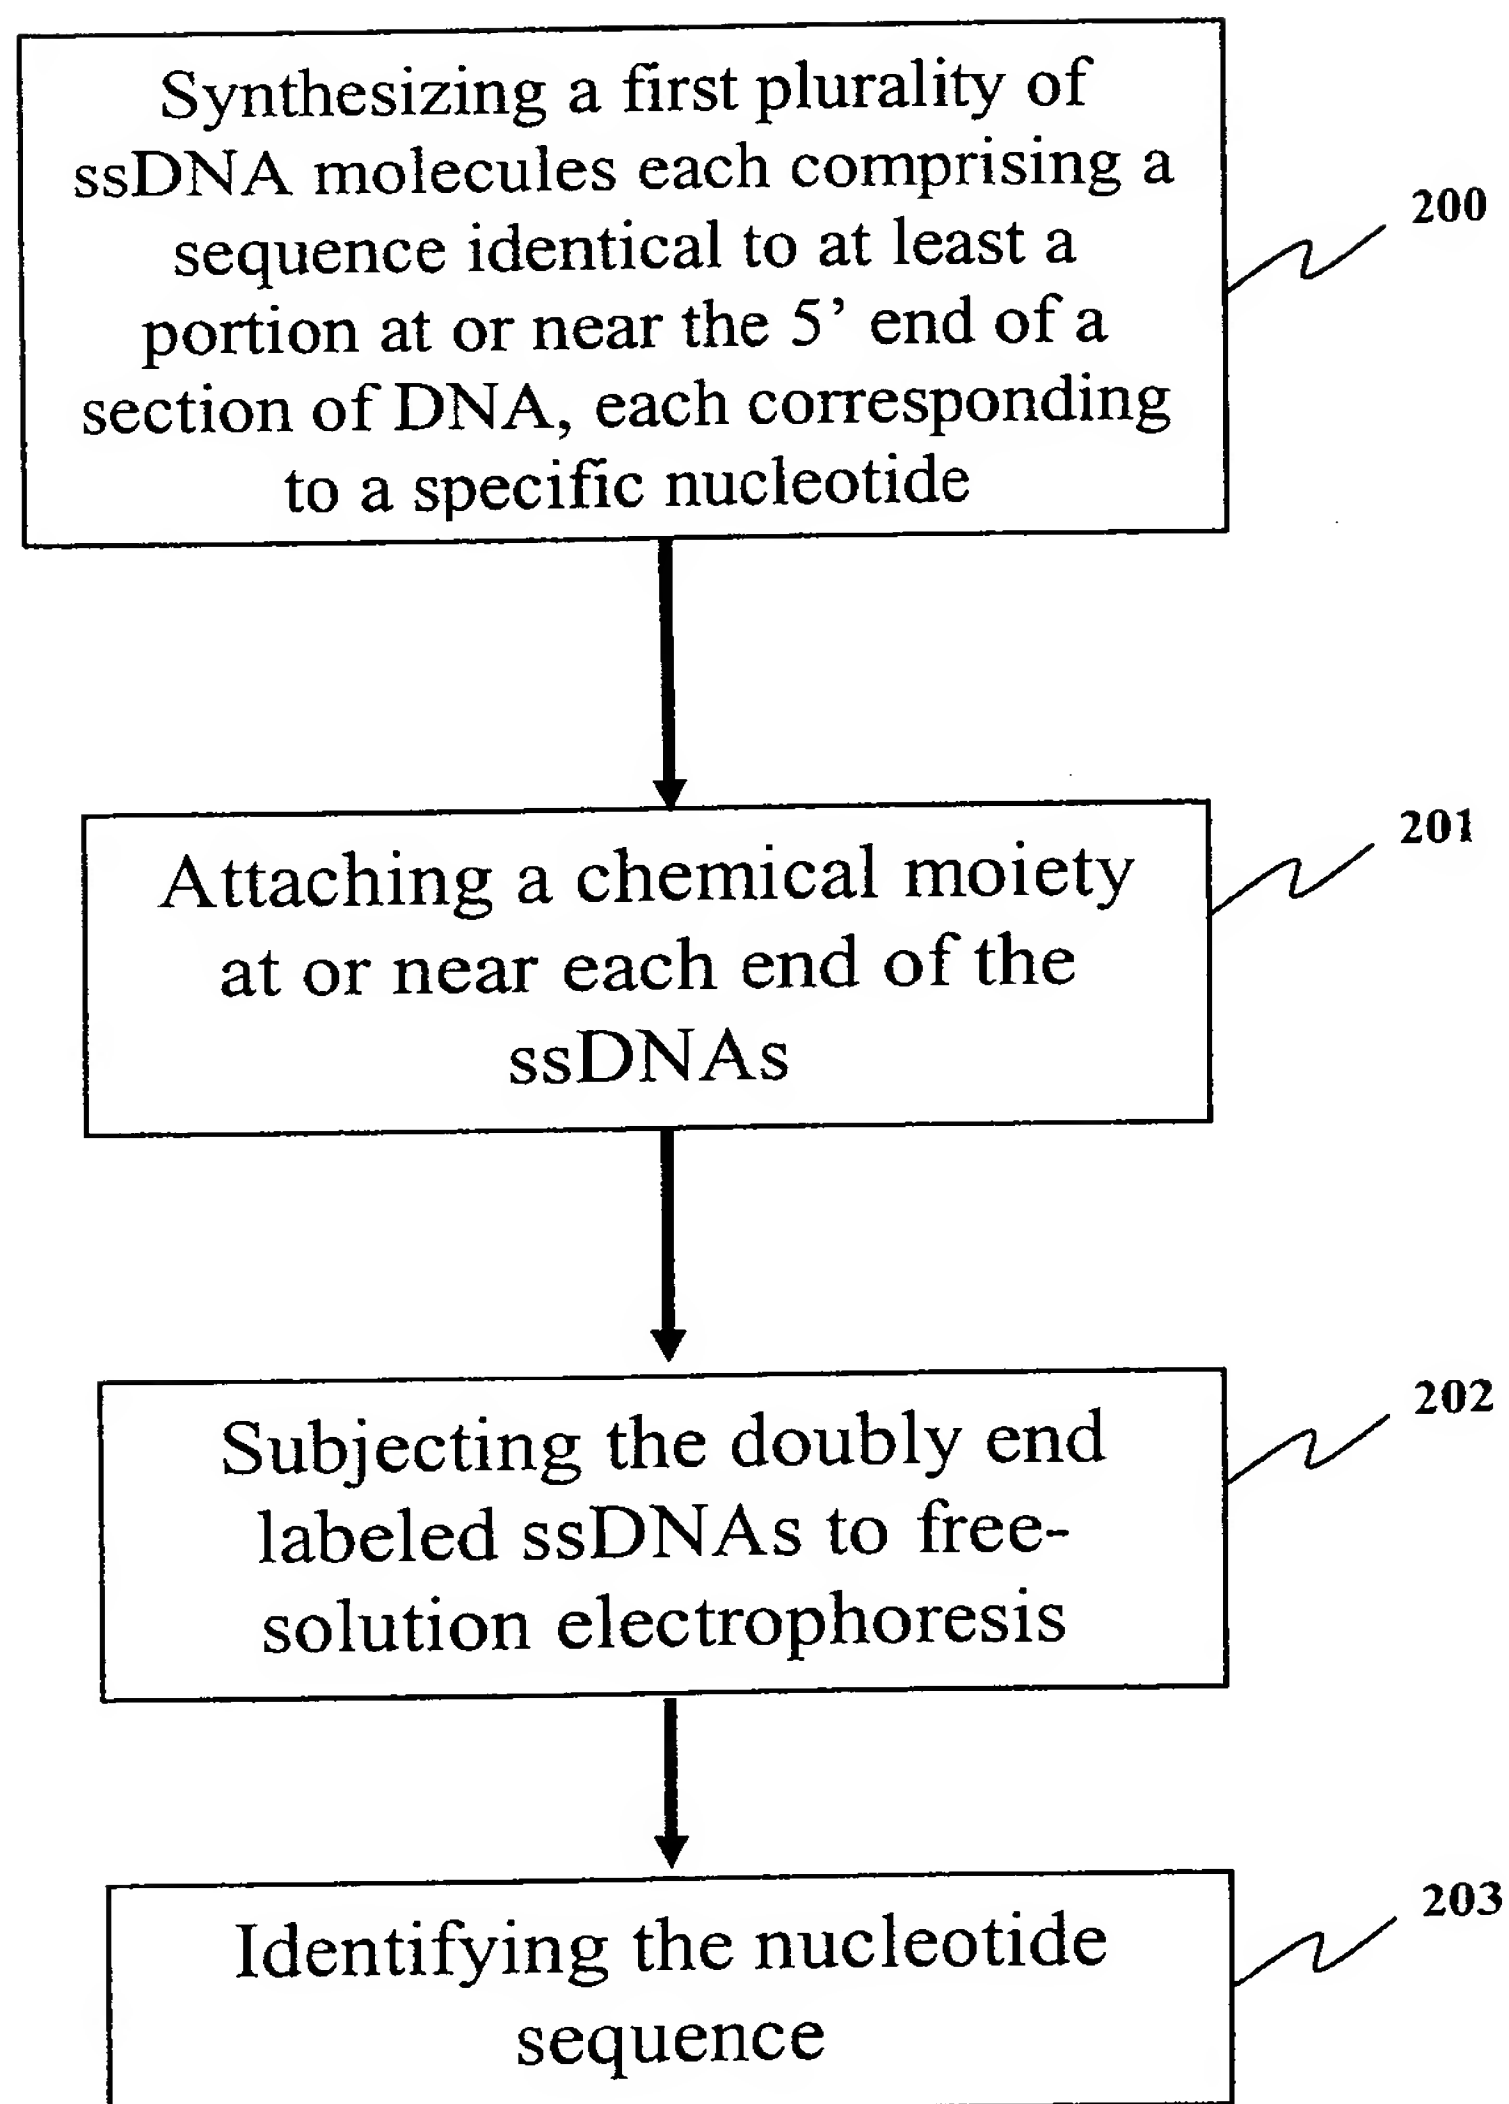 Synthesizing a first plurality of
ssDNA molecules each comprising a
sequence identical to at least a
portion at or near the 5’ end of a
section of DNA, each corresponding
to a specific nucleotide
200
Attaching a chemical moiety
at or near each end of the
ssDNAs
201
Subjecting the doubly end
labeled ssDNAs to free-
solution electrophoresis
202
Identifying the nucleotide
sequence
203